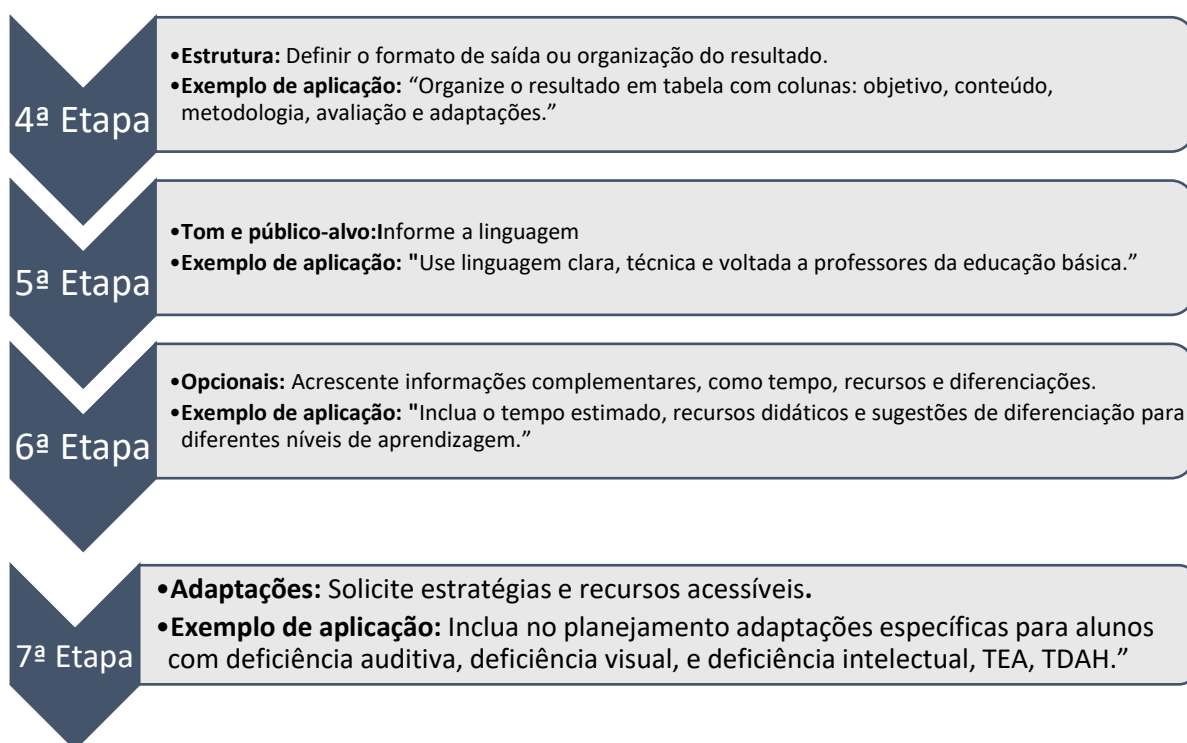 4ª Etapa
•Estrutura: Definir o formato de saída ou organização do resultado.
•Exemplo de aplicação: “Organize o resultado em tabela com colunas: objetivo, conteúdo,
metodologia, avaliação e adaptações.”
5ª Etapa
•Tom e público-alvo:Informe a linguagem
•Exemplo de aplicação: "Use linguagem clara, técnica e voltada a professores da educação básica.”
6ª Etapa
•Opcionais: Acrescente informações complementares, como tempo, recursos e diferenciações.
•Exemplo de aplicação: "Inclua o tempo estimado, recursos didáticos e sugestões de diferenciação para
diferentes níveis de aprendizagem.”
7ª Etapa
•Adaptações: Solicite estratégias e recursos acessíveis.
•Exemplo de aplicação: Inclua no planejamento adaptações específicas para alunos
com deficiência auditiva, deficiência visual, e deficiência intelectual, TEA, TDAH.”